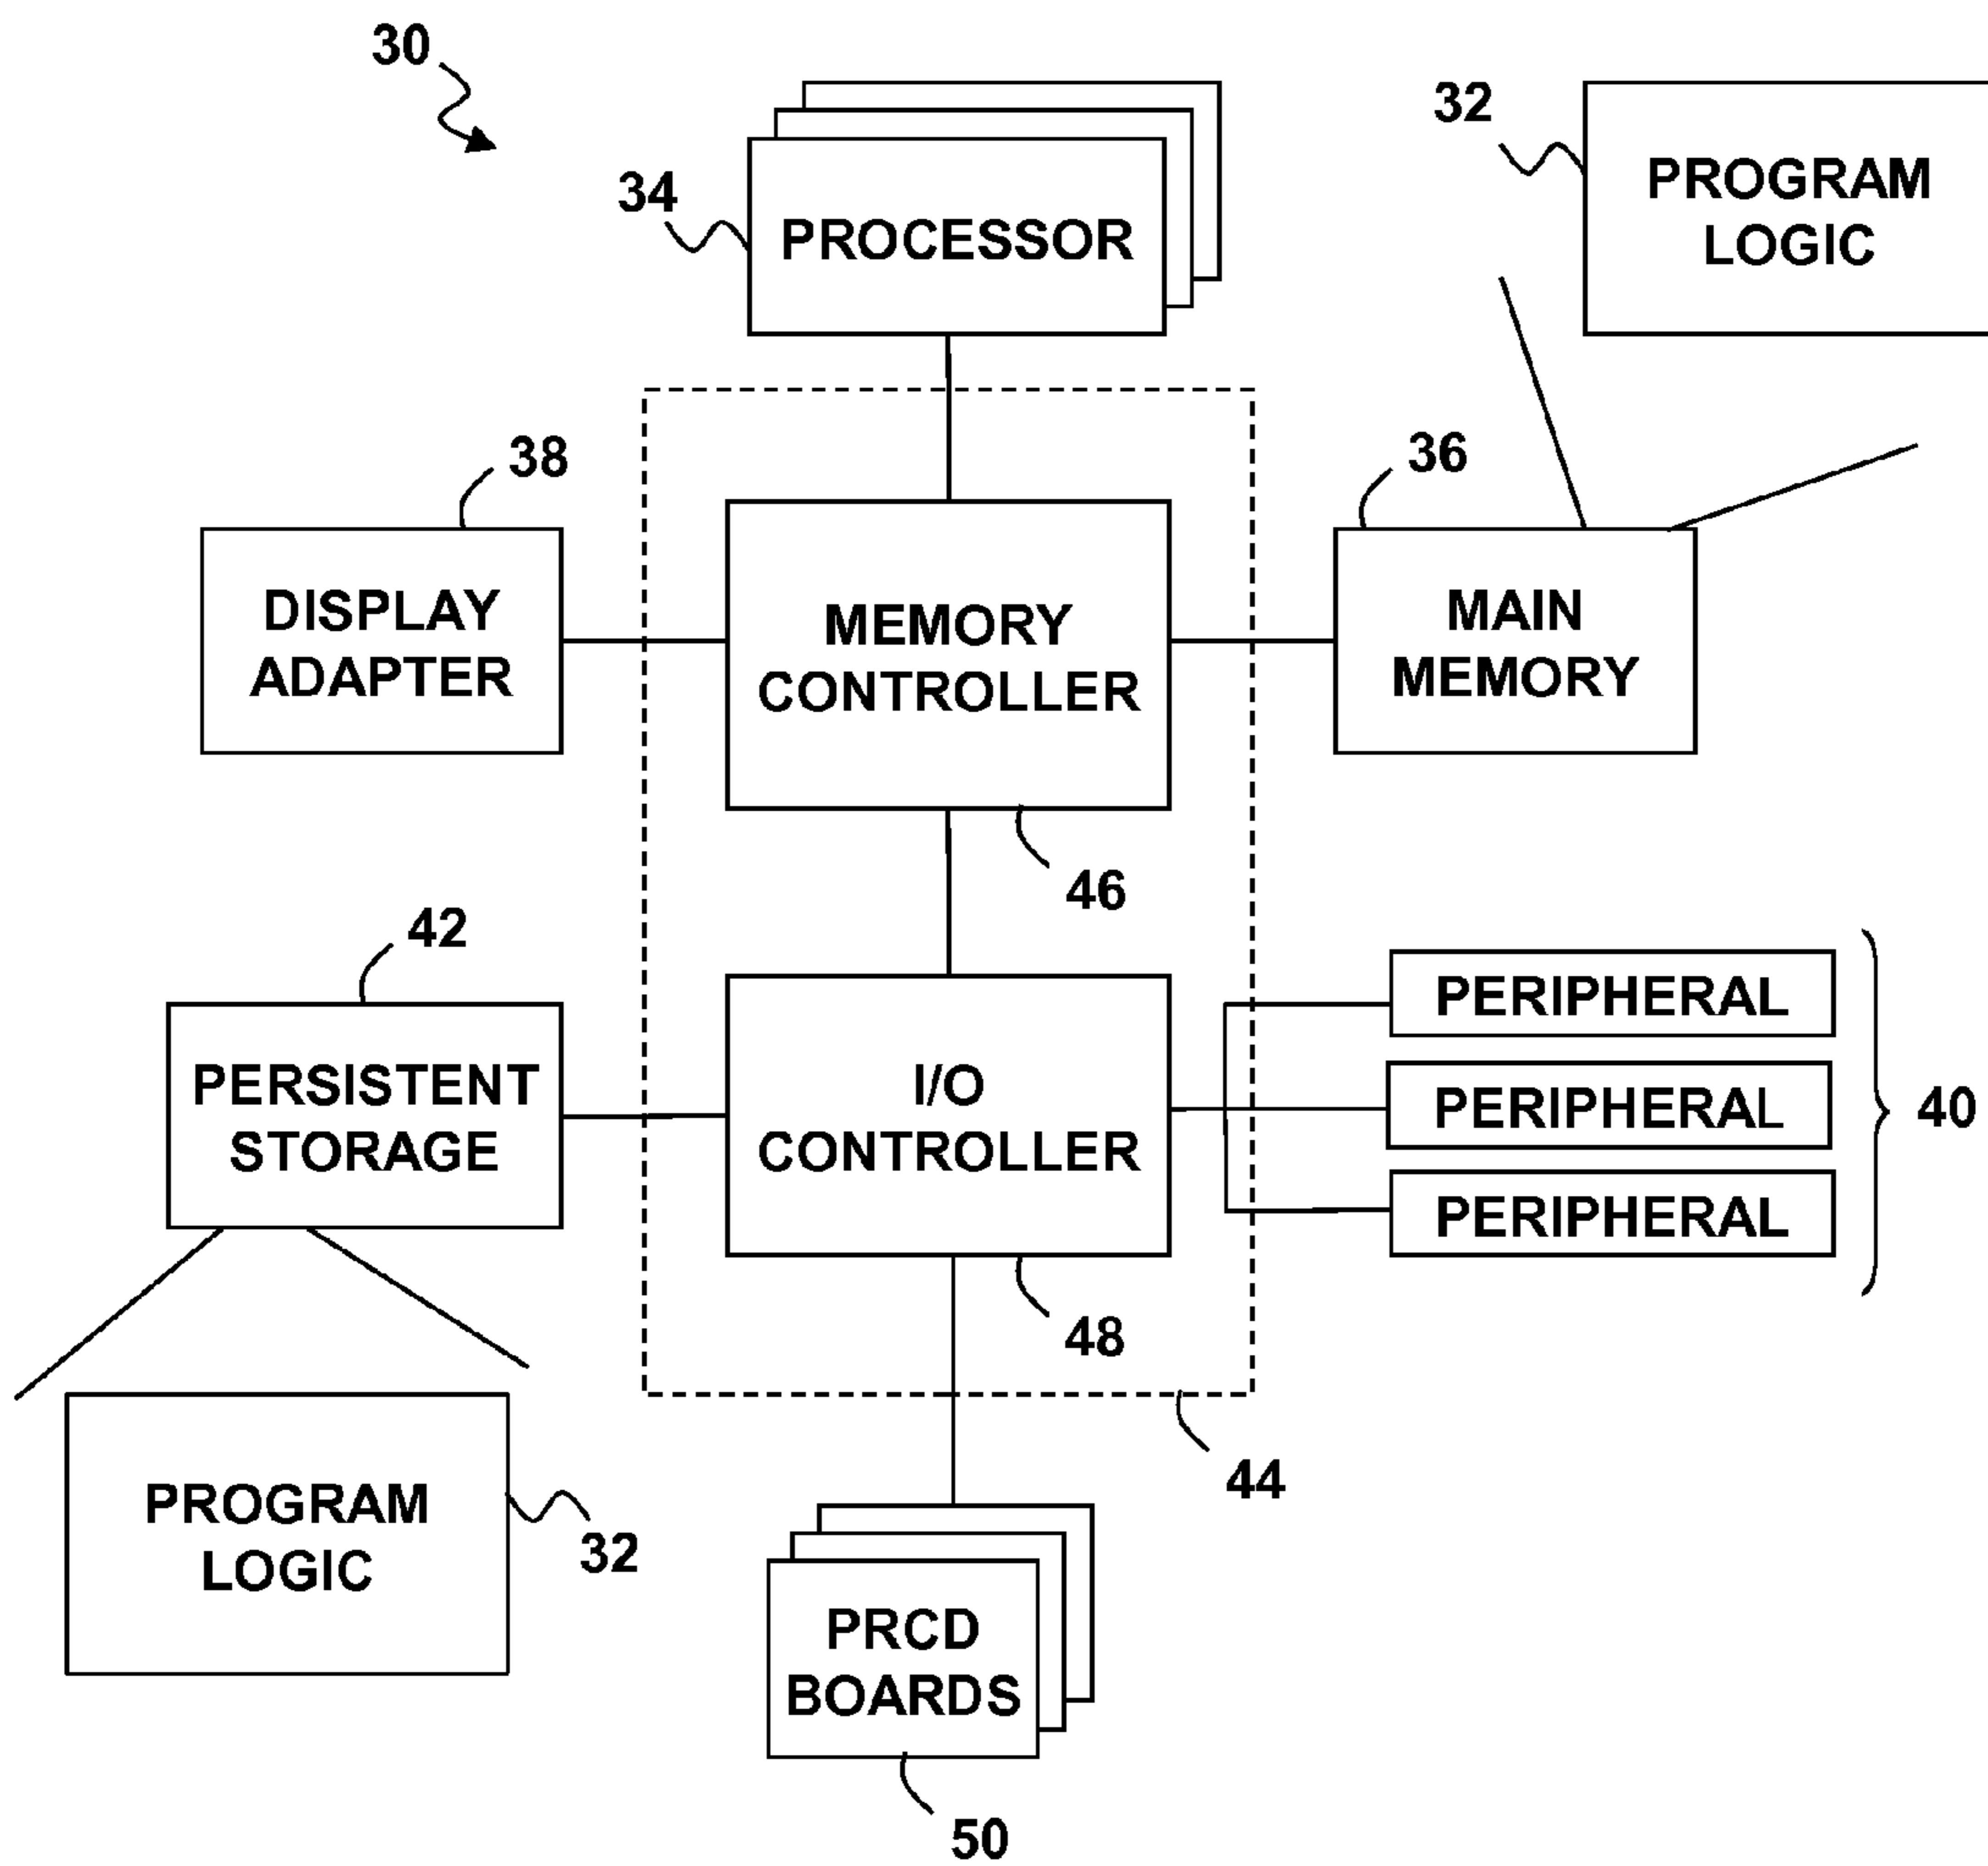 30
32
PROGRAM
LOGIC
34
PROCESSOR
38
36
DISPLAY
ADAPTER
MEMORY
CONTROLLER
MAIN
MEMORY
46
42
PERSISTENT
STORAGE
I/O
CONTROLLER
PERIPHERAL
PERIPHERAL
PERIPHERAL
40
48
44
PROGRAM
LOGIC
32
PRCD
BOARDS
50